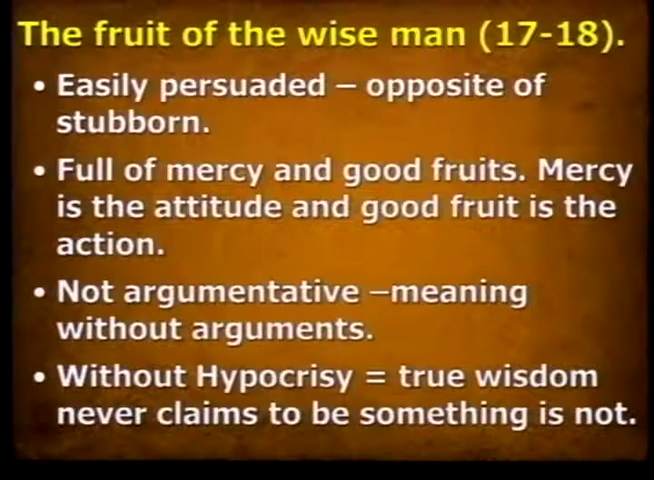 The fruit of the wise man (17-18).
• Easily persuaded – opposite of
stubborn.
• Full of mercy and good fruits. Mercy
is the attitude and good fruit is the
action.
• Not argumentative –meaning
without arguments.
• Without Hypocrisy = true wisdom
never claims to be something is not.